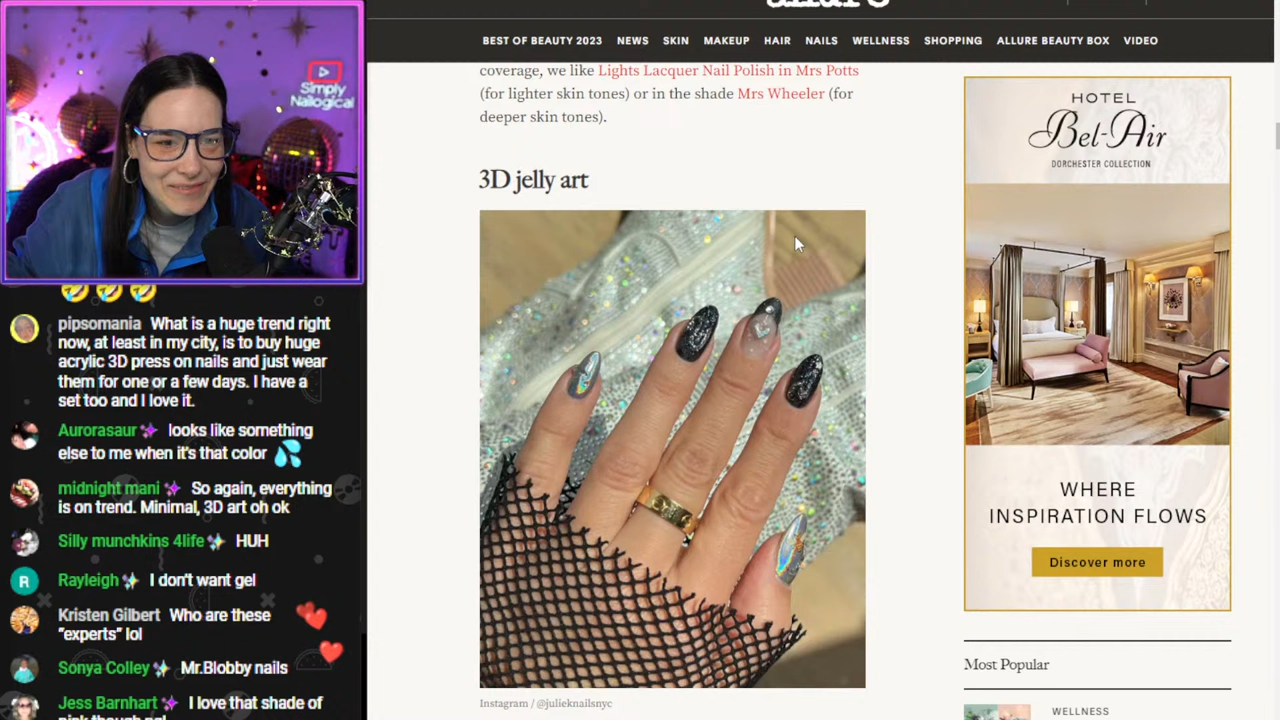 Simply
Nailogical
pipsomania What is a huge trend right
now, at least in my city, is to buy huge
acrylic 3D press on nails and just wear
them for one or a few days. I have a
set too and I love it.
Aurorasaur looks like something
else to me when it's that color
midnight mani So again, everything
is on trend. Minimal, 3D art oh ok
Silly munchkins 4life HUH
R
Rayleigh I don't want gel
Kristen Gilbert Who are these
"experts" lol
Sonya Colley Mr.Blobby nails
Jess Barnhart I love that shade of
BEST OF BEAUTY 2023 NEWS SKIN MAKEUP HAIR NAILS WELLNESS SHOPPING ALLURE BEAUTY BOX VIDEO
coverage, we like Lights Lacquer Nail Polish in Mrs Potts
(for lighter skin tones) or in the shade Mrs Wheeler (for
deeper skin tones).
3D jelly art
Instagram / @julieknailsnyc
HOTEL
Bel-Air
DORCHESTER COLLECTION
WHERE
INSPIRATION FLOWS
Discover more
Most Popular
WELLNESS